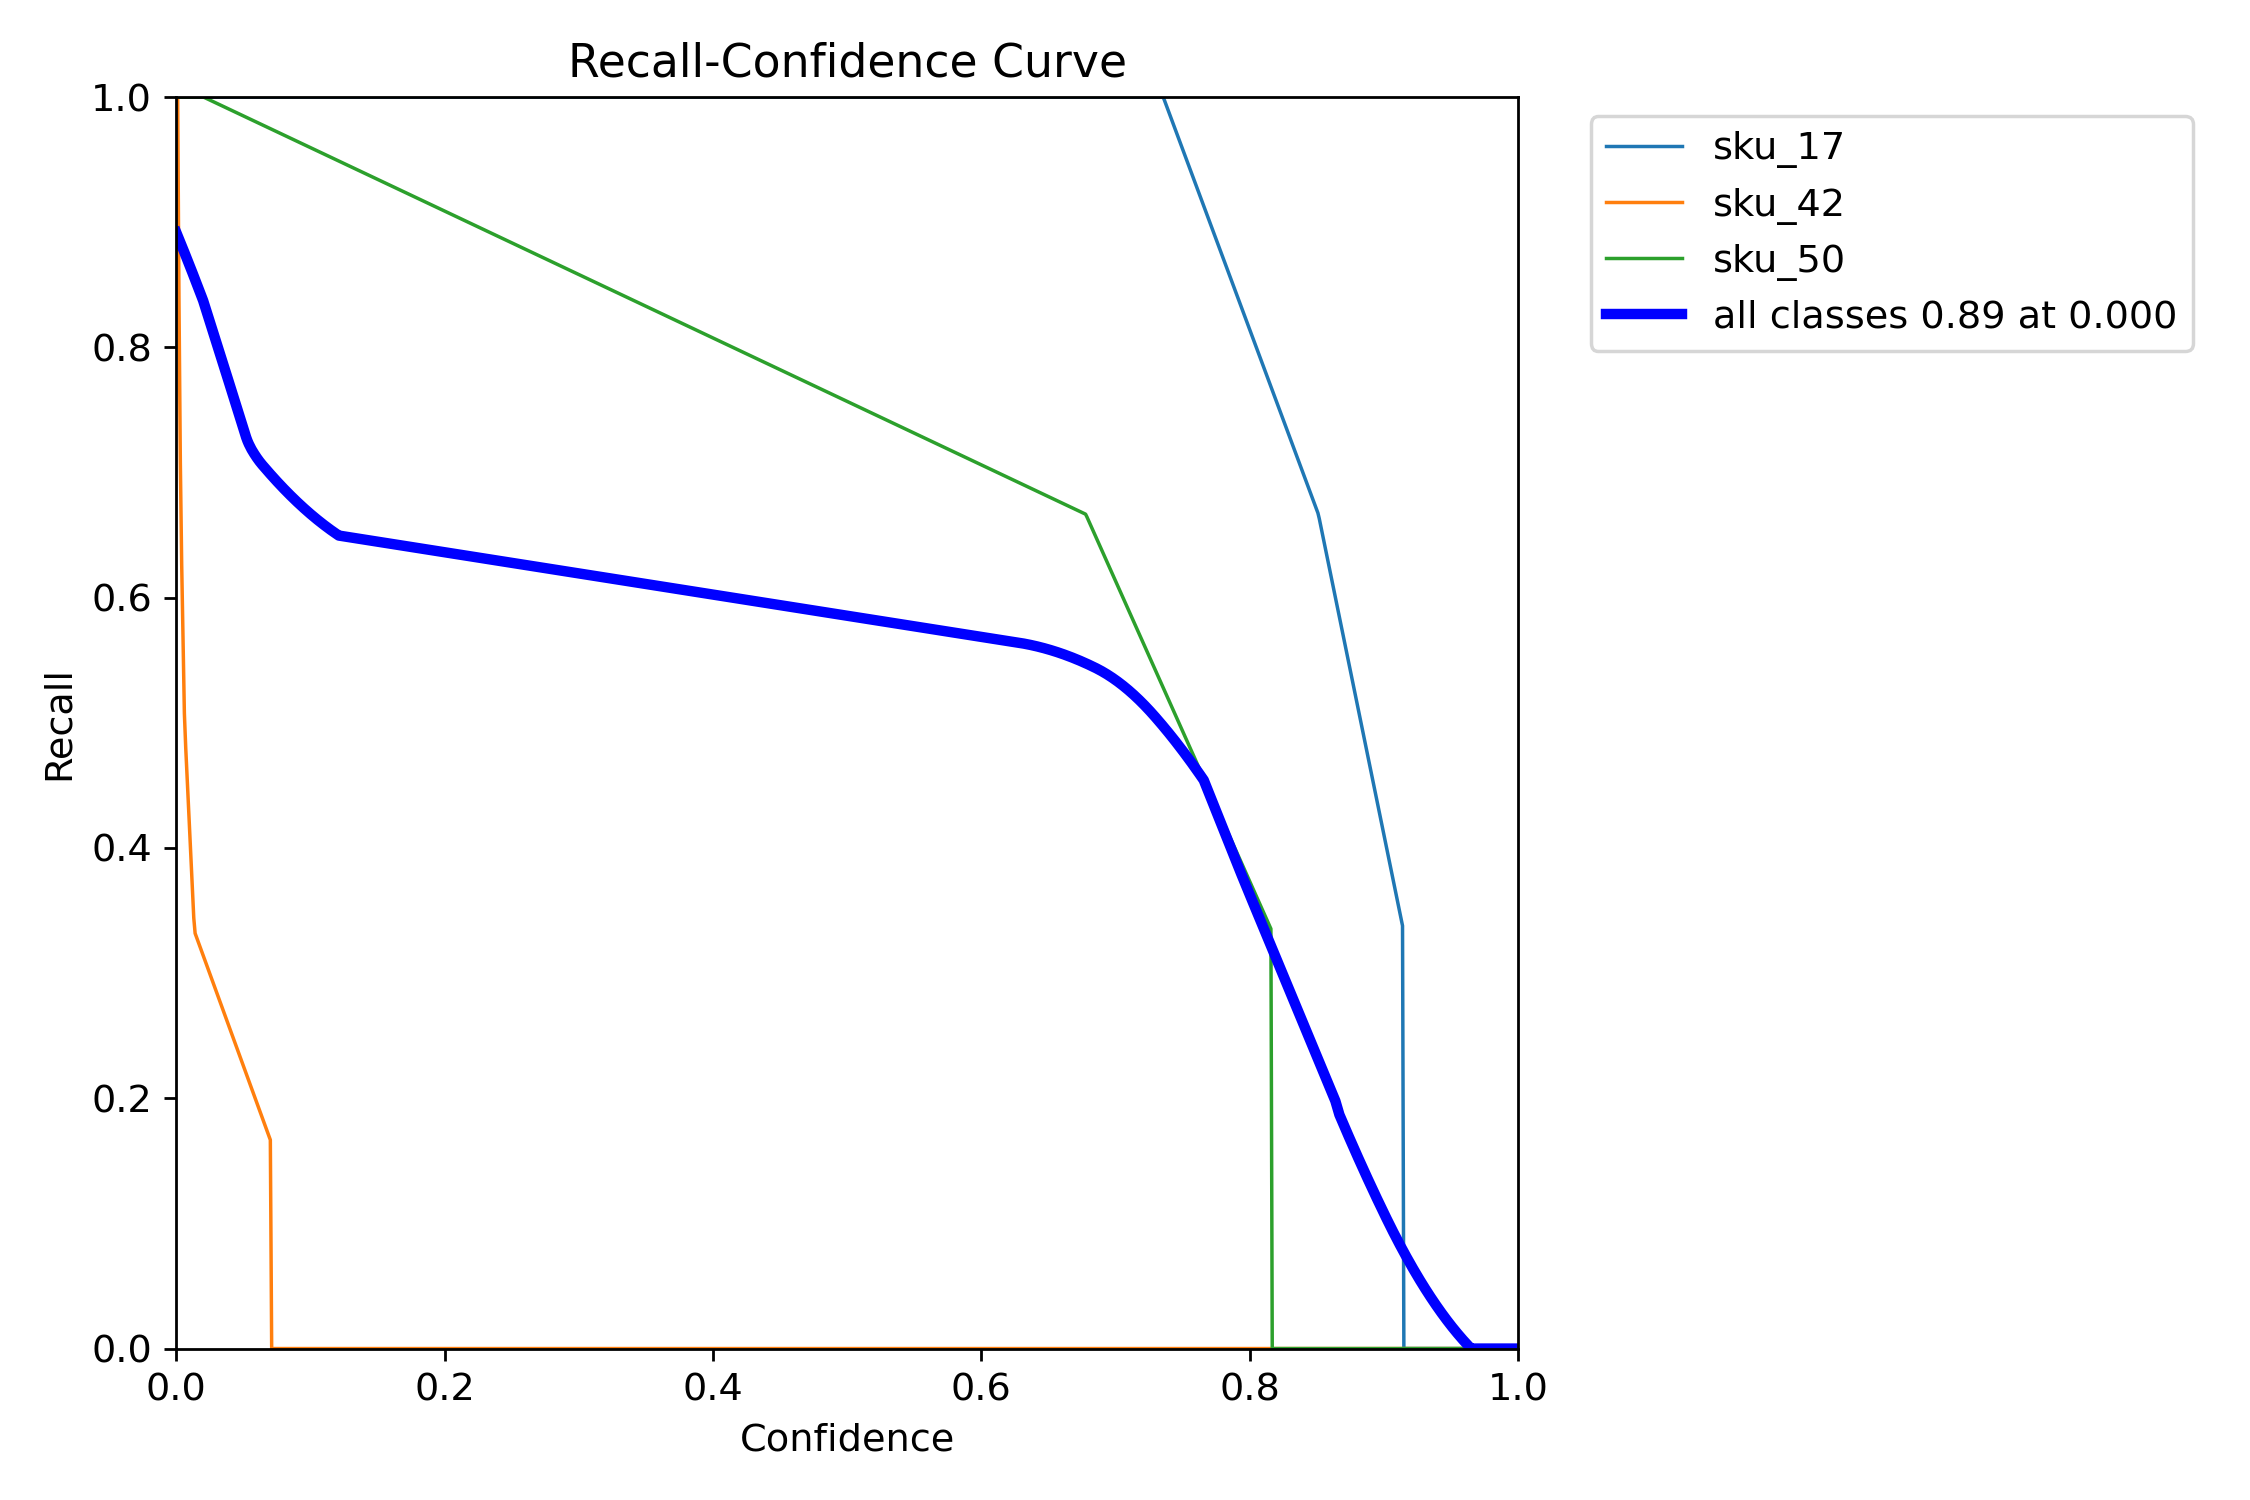 Recall-Confidence Curve
1.0
0.8
0.6
0.4
0.2
0.0
Recall
0.0 0.2 0.4 0.6 0.8 1.0
Confidence
sku_17
sku_42
sku_50
all classes 0.89 at 0.000